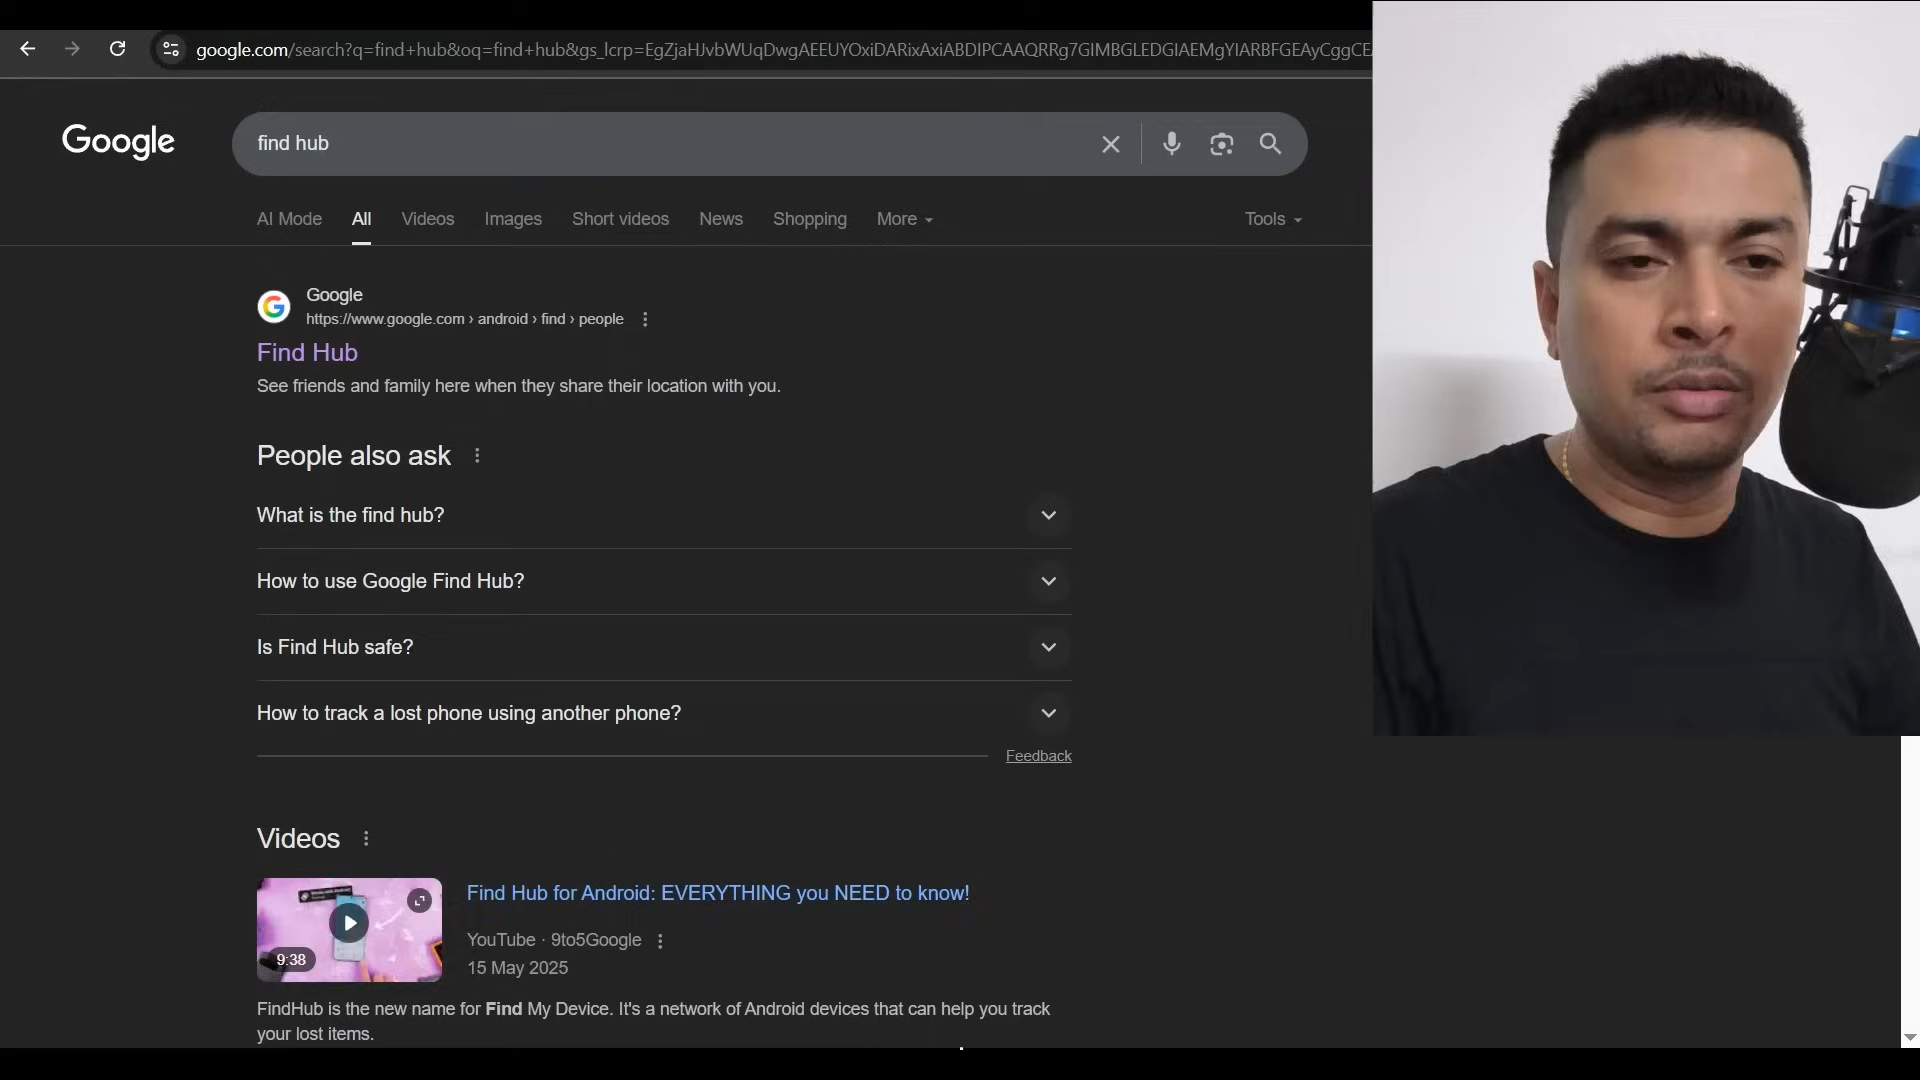 google.com/search?q=find+hub&oq=find+hub&gs_lcrp=EgZjaHJvbWUqDwgAEEUYOxiDARixAxiABDIPCAAQRRg7GIMBGLEDGIAEMgYIARBFGEAyCggCEA
Google
find hub
AI Mode All Videos Images Short videos News Shopping More Tools
Google
https://www.google.com › android › find › people
Find Hub
See friends and family here when they share their location with you.
People also ask
What is the find hub?
How to use Google Find Hub?
Is Find Hub safe?
How to track a lost phone using another phone?
Feedback
Videos
9:38
Find Hub for Android: EVERYTHING you NEED to know!
YouTube · 9to5Google
15 May 2025
FindHub is the new name for Find My Device. It's a network of Android devices that can help you track
your lost items.